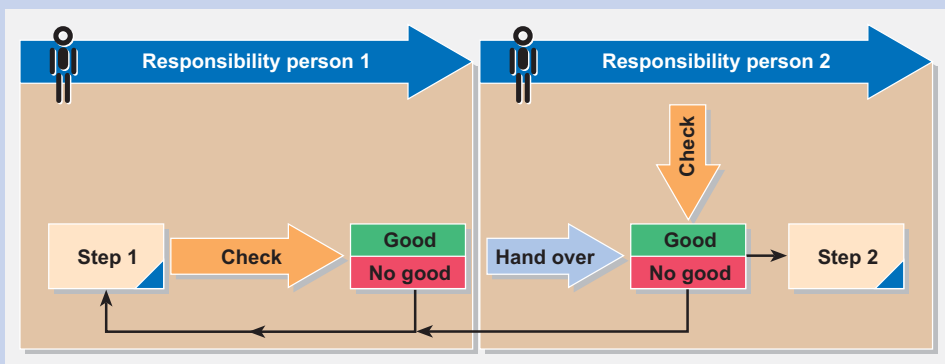 Responsibility person 1
Responsibility person 2
Check
Step 1
Check
Good
No good
Hand over
Good
No good
Step 2